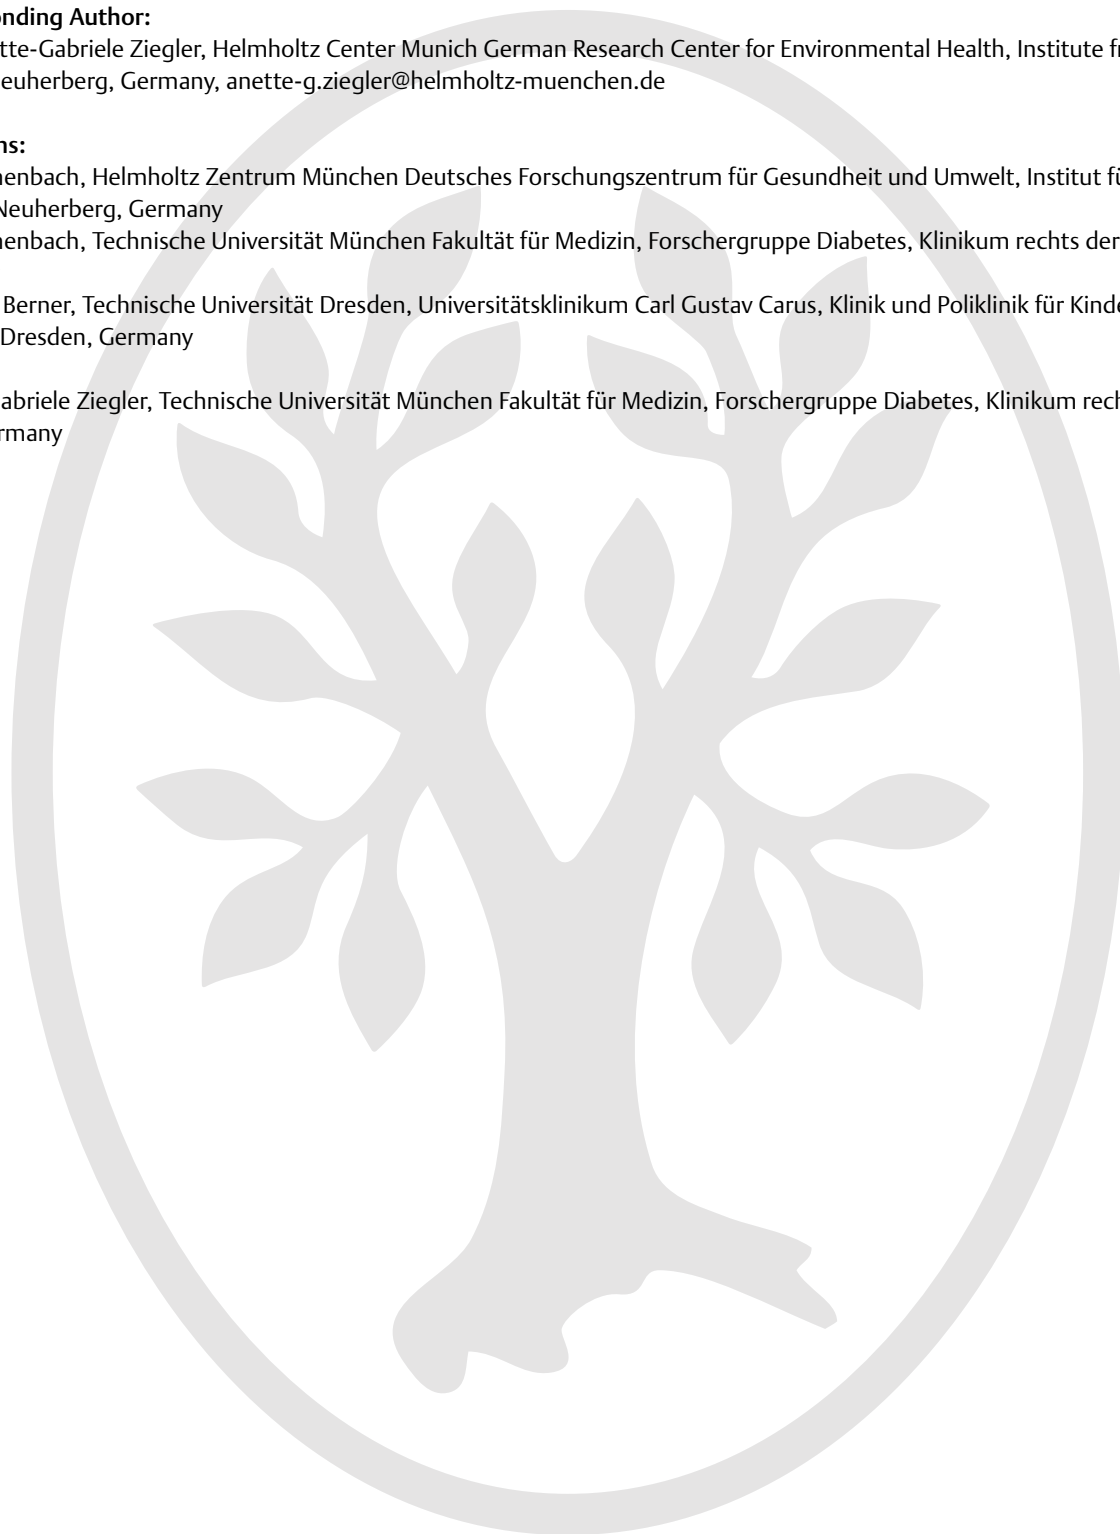 onding Author:
tte-Gabriele Ziegler, Helmholtz Center Munich German Research Center for Environmental Health, Institute f
euherberg, Germany, anette-g.ziegler@helmholtz-muenchen.de
ns:
enbach, Helmholtz Zentrum München Deutsches Forschungszentrum für Gesundheit und Umwelt, Institut f
Neuherberg, Germany
enbach, Technische Universität München Fakultät für Medizin, Forschergruppe Diabetes, Klinikum rechts der
Berner, Technische Universität Dresden, Universitätsklinikum Carl Gustav Carus, Klinik und Poliklinik für Kind
Dresden, Germany
abriele Ziegler, Technische Universität München Fakultät für Medizin, Forschergruppe Diabetes, Klinikum rec
rmany